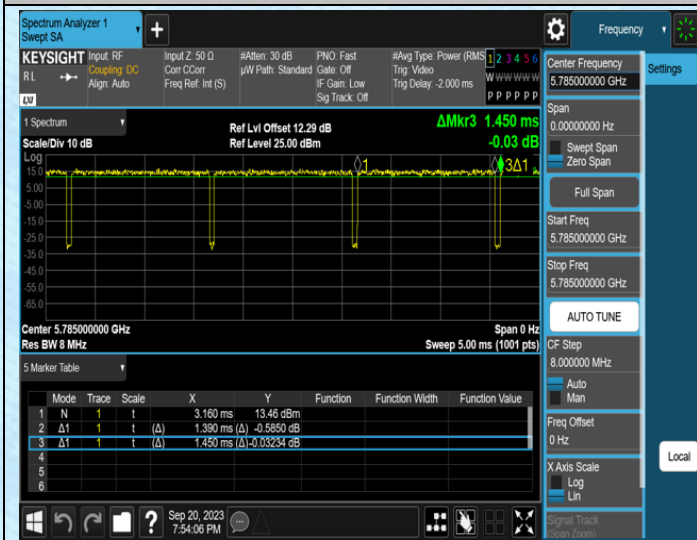 Spectrum Analyzer 1
Swept SA
Frequency
KEYSIGHT
RL
LXI
Input: RF
Coupling: DC
Align: Auto
Input Z: 50 Ω
Corr CCorr
Freq Ref: Int (S)
#Atten: 30 dB
µW Path: Standard
PNO: Fast
Gate: Off
IF Gain: Low
Sig Track: Off
#Avg Type: Power (RMS
Trig: Video
Trig Delay: -2.000 ms
1 2 3 4 5 6
W W W W W W
P P P P P P
1 Spectrum
Scale/Div 10 dB
Ref Lvl Offset 12.29 dB
Ref Level 25.00 dBm
ΔMkr3 1.450 ms
-0.03 dB
Log
15.0
5.00
-5.00
-15.0
-25.0
-35.0
-45.0
-55.0
-65.0
1
3Δ1
Center 5.785000000 GHz
Res BW 8 MHz
Span 0 Hz
Sweep 5.00 ms (1001 pts)
5 Marker Table
Mode Trace Scale X Y Function Function Width Function Value
1 N 1 t 3.160 ms 13.46 dBm
2 Δ1 1 t (Δ) 1.390 ms (Δ) -0.5850 dB
3 Δ1 1 t (Δ) 1.450 ms (Δ) -0.03234 dB
4
5
6
Sep 20, 2023
7:54:06 PM
Center Frequency
5.785000000 GHz
Span
0.00000000 Hz
Swept Span
Zero Span
Full Span
Start Freq
5.785000000 GHz
Stop Freq
5.785000000 GHz
AUTO TUNE
CF Step
8.000000 MHz
Auto
Man
Freq Offset
0 Hz
X Axis Scale
Log
Lin
Signal Track
(Span Zoom)
Settings
Local